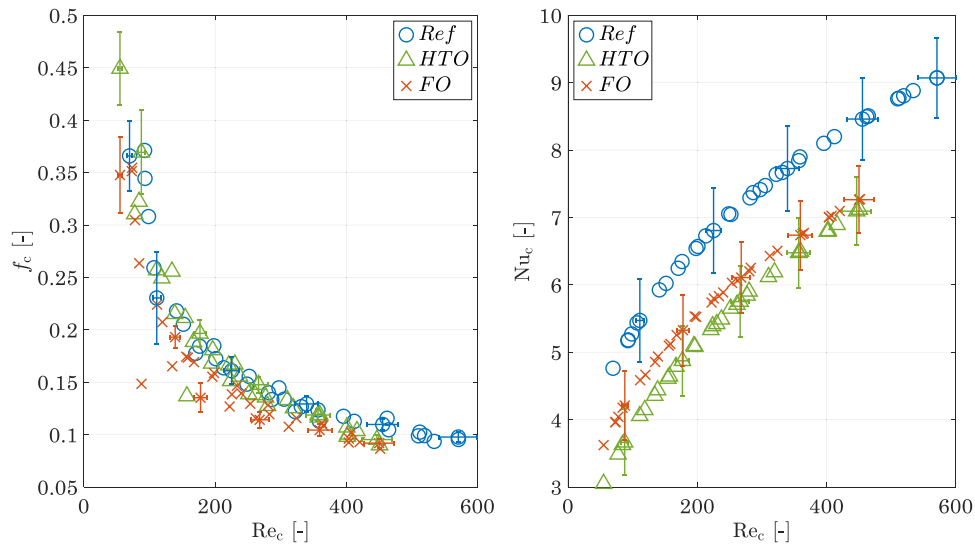 0.5
0.45
0.4
0.35
0.3
0.25
0.2
0.15
0.1
0.05
f_c [-]
0 200 400 600
Re_c [-]
Ref
HTO
FO
10
9
8
7
6
5
4
3
Nu_c [-]
0 200 400 600
Re_c [-]
Ref
HTO
FO